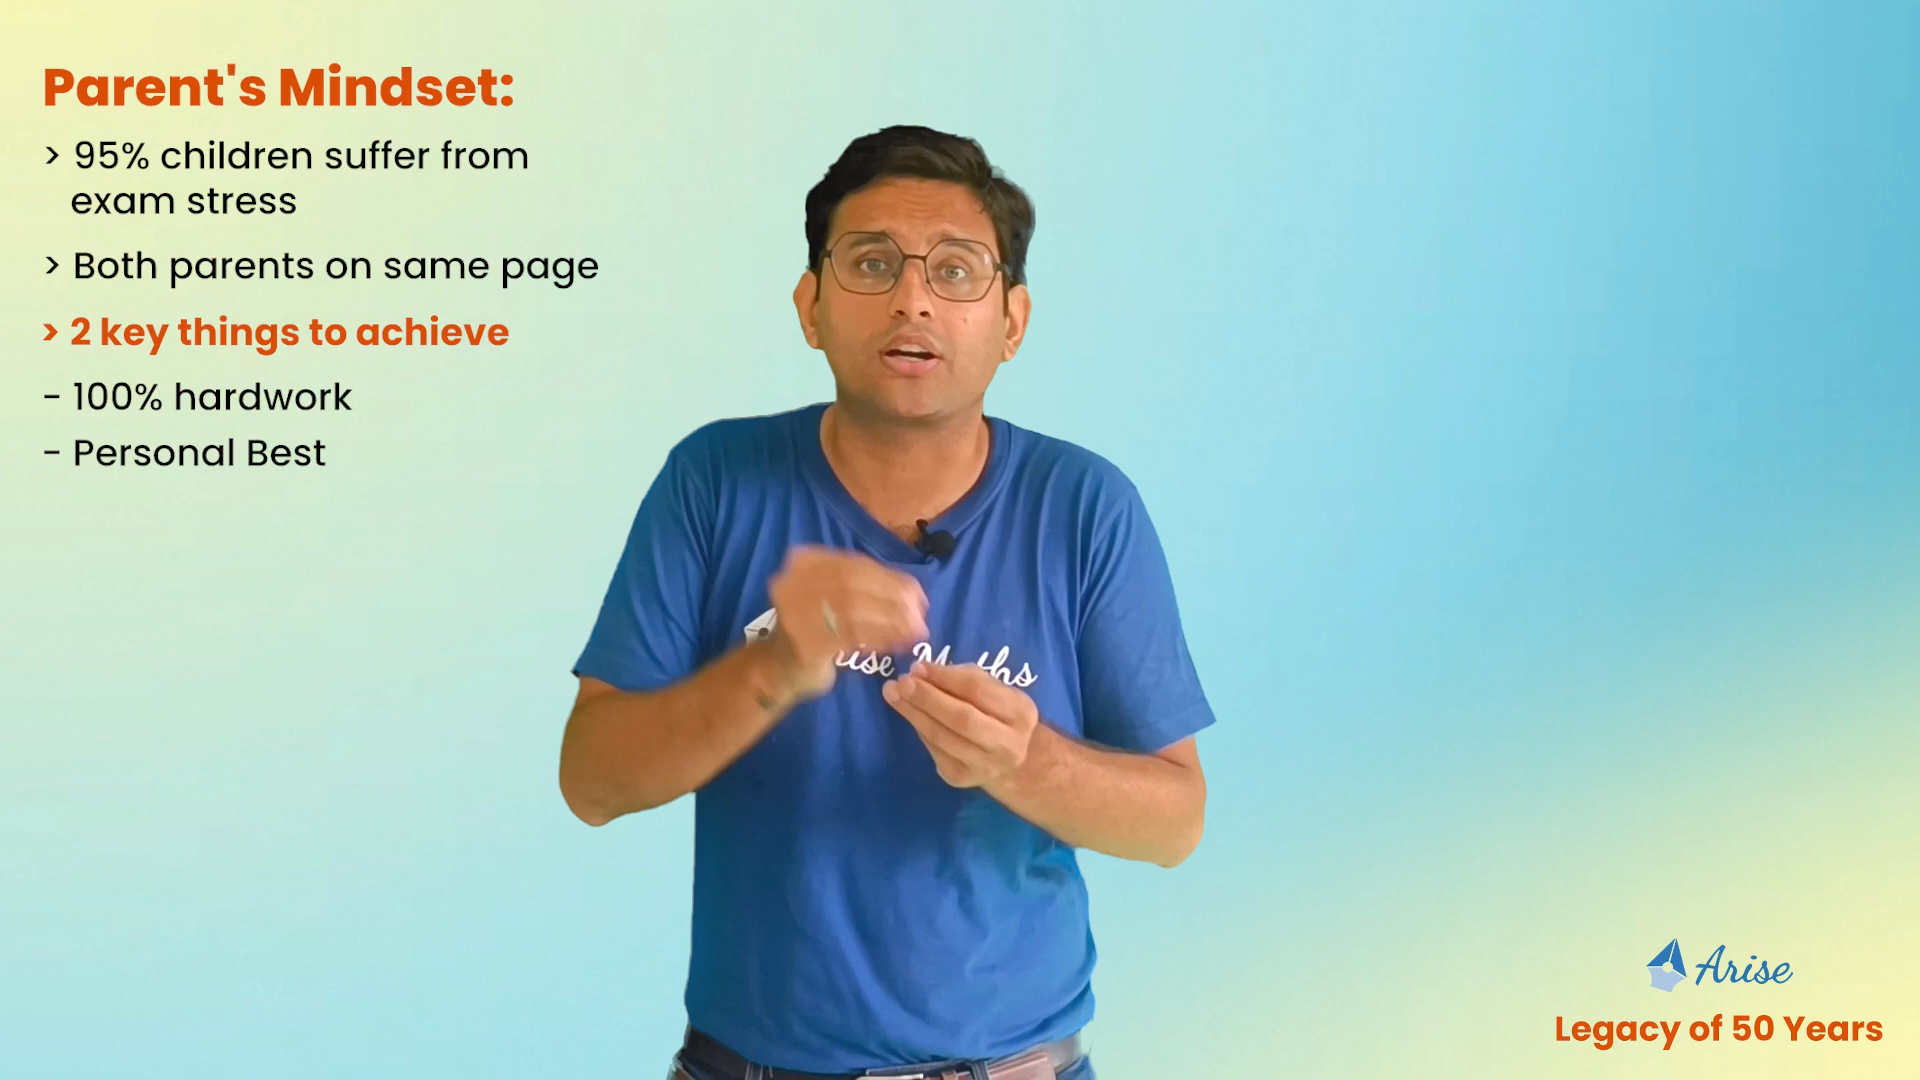 Parent's Mindset:
> 95% children suffer from
exam stress
> Both parents on same page
> 2 key things to achieve
- 100% hardwork
- Personal Best
Arise
Legacy of 50 Years